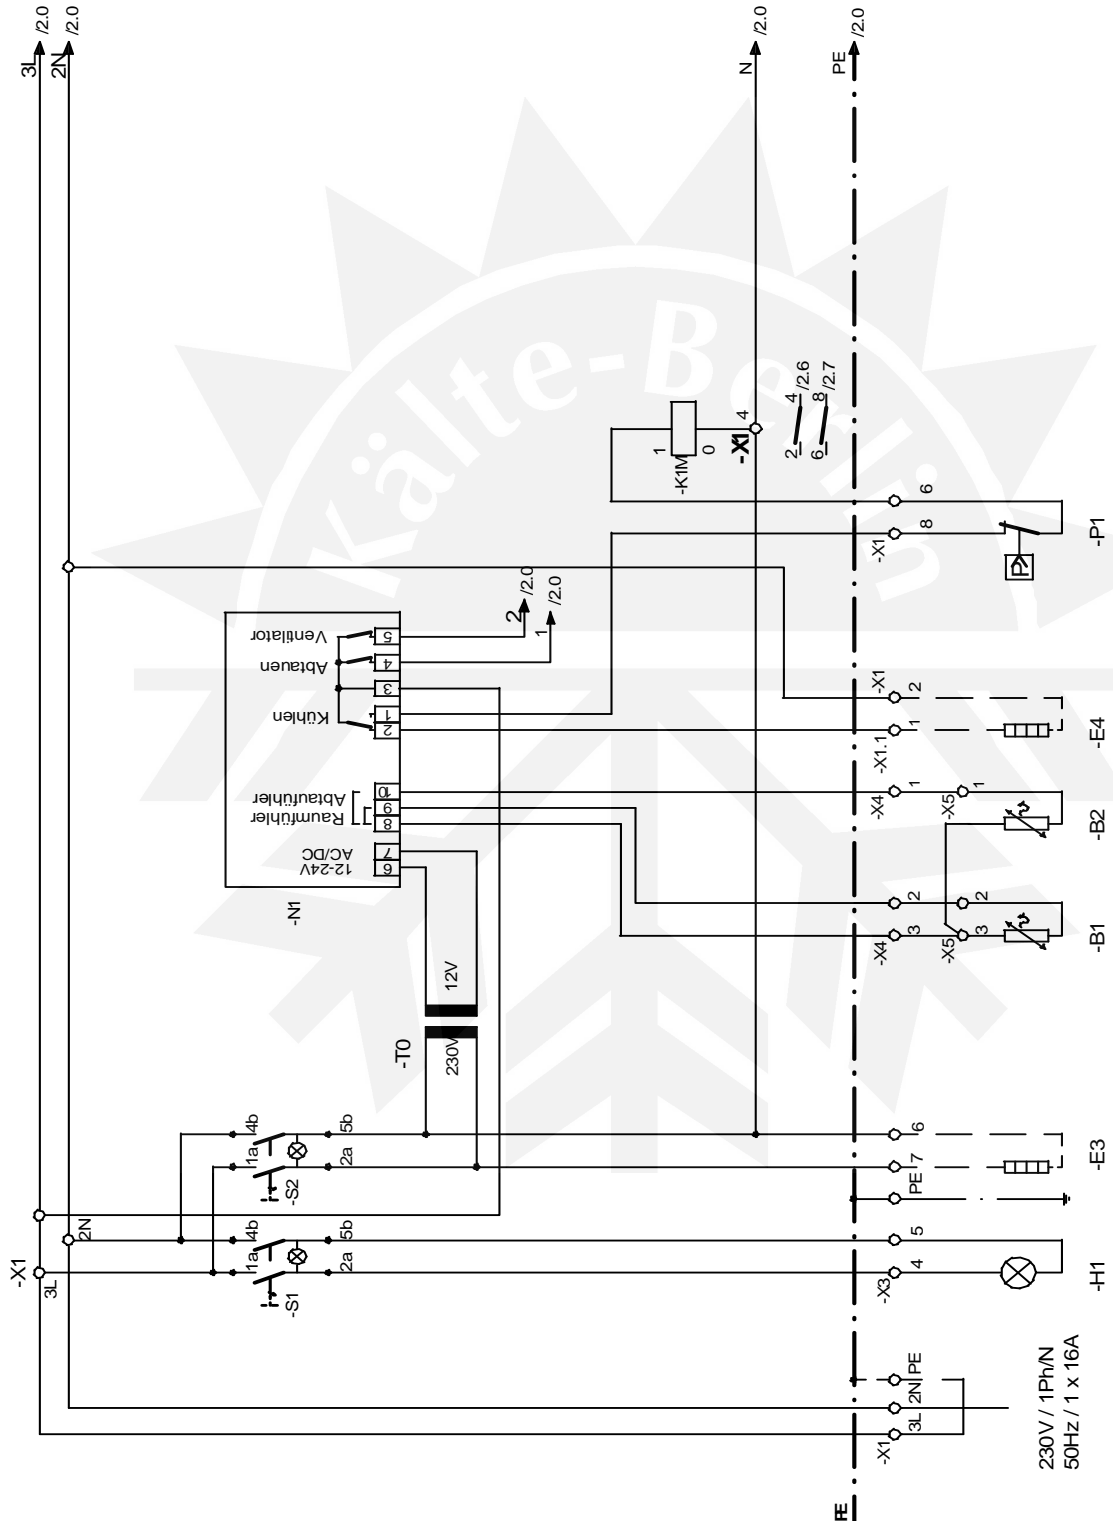 3L /2.0
2N /2.0
N /2.0
PE /2.0
Kälte-Berlin
-K1M
1
0
-X1
4
2 4 /2.6
6 8 /2.7
-X1
8
6
-P1
P
-N1
Ventilator
Abtauen
Kühlen
Abtaufühler
Raumfühler
12-24V
AC/DC
5
4
3
1
2
10
9
8
7
6
2 /2.0
1 /2.0
-X1
2
-X1.1
1
-E4
-X4
1
-X5
1
-B2
2
2
-X4
3
-X5
3
-B1
-T0
230V
12V
-S2
1a
4b
2a
5b
6
7
PE
-E3
-X1
3L
2N
-S1
1a
4b
2a
5b
5
-X3
4
-H1
-X1
3L
2N
PE
230V / 1Ph/N
50Hz / 1 x 16A
PE